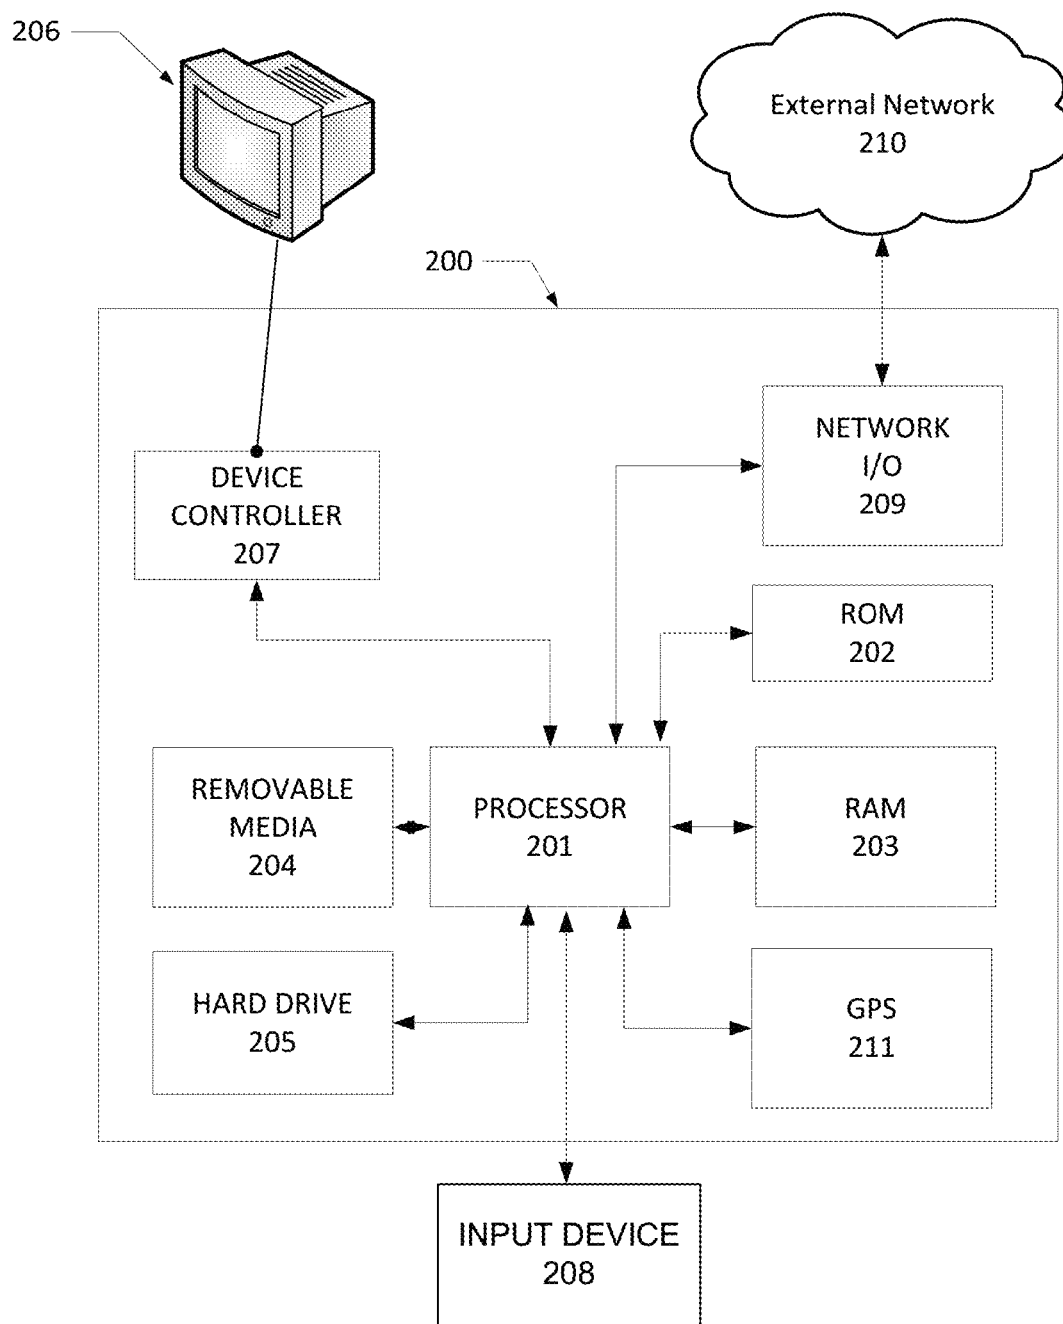 206
External Network
210
200
NETWORK
I/O
209
DEVICE
CONTROLLER
207
ROM
202
REMOVABLE
MEDIA
204
PROCESSOR
201
RAM
203
HARD DRIVE
205
GPS
211
INPUT DEVICE
208